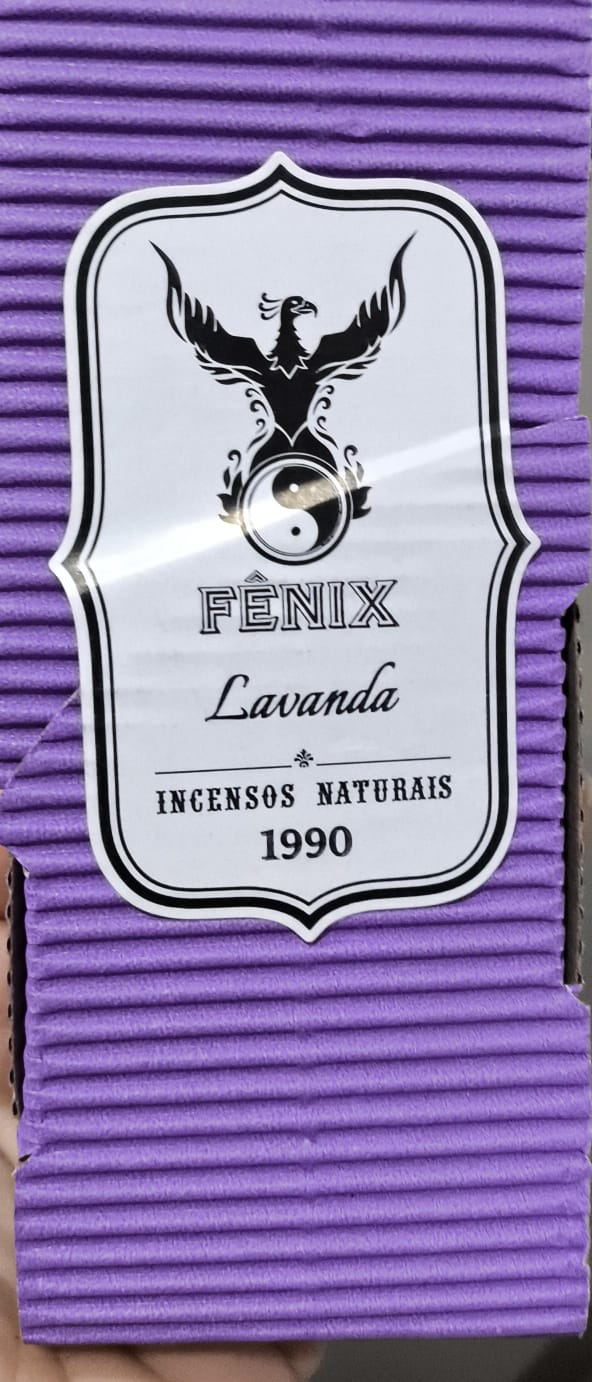 FÊNIX
Lavanda
INCENSOS NATURAIS
1990